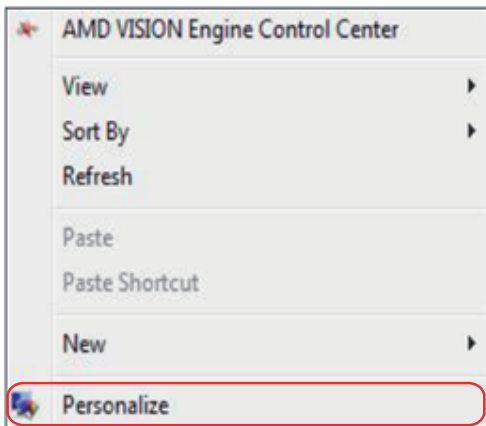 AMD VISION Engine Control Center
View
Sort By
Refresh
Paste
Paste Shortcut
New
Personalize